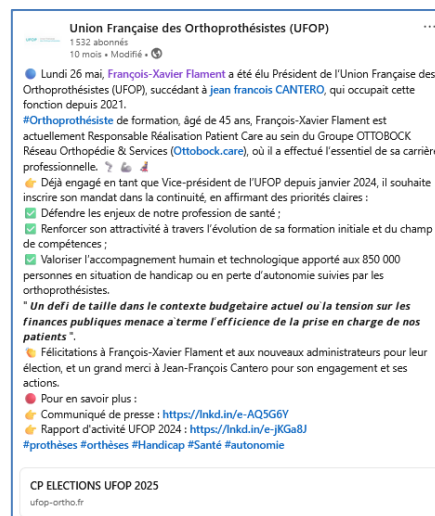 Union Française des Orthoprothésistes (UFOP)
1 532 abonnés
10 mois • Modifié •
Lundi 26 mai, François-Xavier Flament a été élu Président de l'Union Française des
Orthoprothésistes (UFOP), succédant à jean francois CANTERO, qui occupait cette
fonction depuis 2021.
#Orthoprothésiste de formation, âgé de 45 ans, François-Xavier Flament est
actuellement Responsable Réalisation Patient Care au sein du Groupe OTTOBOCK
Réseau Orthopédie & Services (Ottobock.care), où il a effectué l'essentiel de sa carrière
professionnelle. 🦿 🦾 👩‍🦽
👉 Déjà engagé en tant que Vice-président de l'UFOP depuis janvier 2024, il souhaite
inscrire son mandat dans la continuité, en affirmant des priorités claires :
✅ Défendre les enjeux de notre profession de santé ;
✅ Renforcer son attractivité à travers l'évolution de sa formation initiale et du champ
de compétences ;
✅ Valoriser l'accompagnement humain et technologique apporté aux 850 000
personnes en situation de handicap ou en perte d'autonomie suivies par les
orthoprothésistes.
" Un défi de taille dans le contexte budgétaire actuel où la tension sur les
finances publiques menace à terme l'efficience de la prise en charge de nos
patients ".
👏 Félicitations à François-Xavier Flament et aux nouveaux administrateurs pour leur
élection, et un grand merci à Jean-François Cantero pour son engagement et ses
actions.
🔴 Pour en savoir plus :
👉 Communiqué de presse : https://lnkd.in/e-AQ5G6Y
👉 Rapport d'activité UFOP 2024 : https://lnkd.in/e-jKGa8J
#prothèses #orthèses #Handicap #Santé #autonomie
CP ELECTIONS UFOP 2025
ufop-ortho.fr